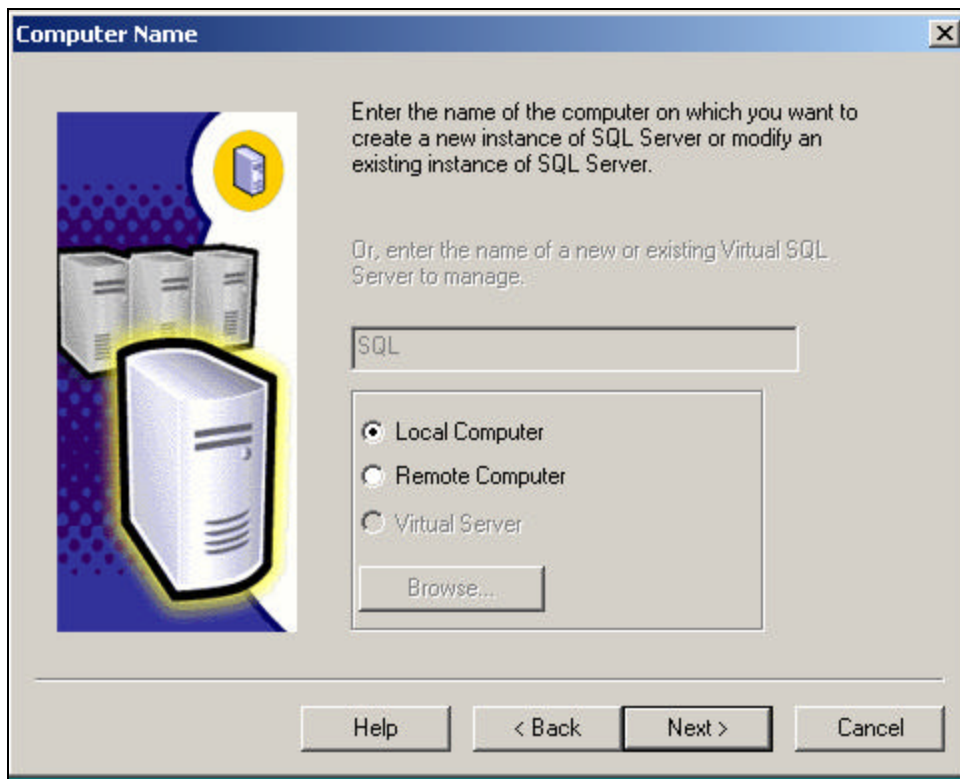 Computer Name
Enter the name of the computer on which you want to
create a new instance of SQL Server or modify an
existing instance of SQL Server.
Or, enter the name of a new or existing Virtual SQL
Server to manage.
SQL
Local Computer
Remote Computer
Virtual Server
Browse...
Help
< Back
Next >
Cancel